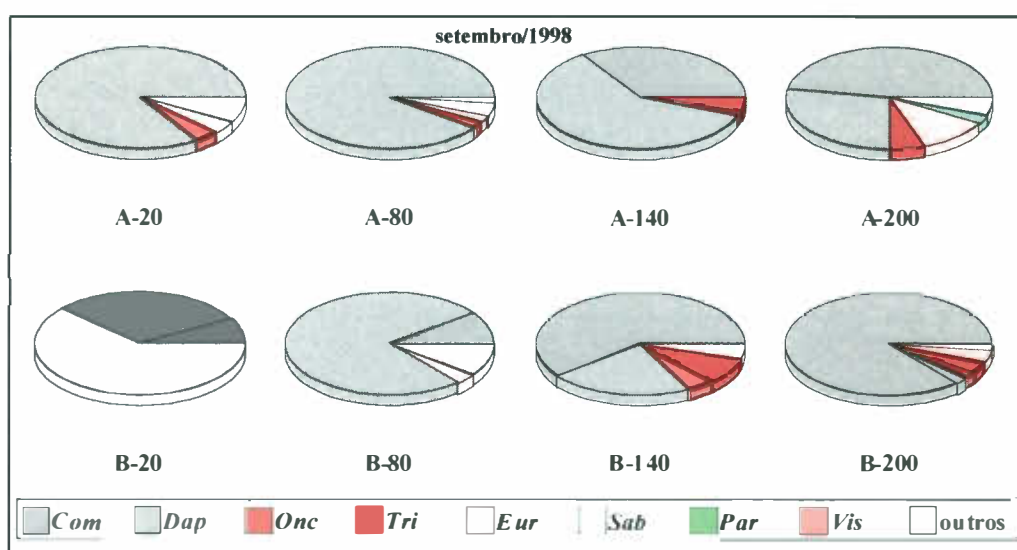 setembro/1998
A-20 A-80 A-140 A-200
B-20 B-80 B-140 B-200
Com Dap Onc Tri Eur Sab Par Vis outros